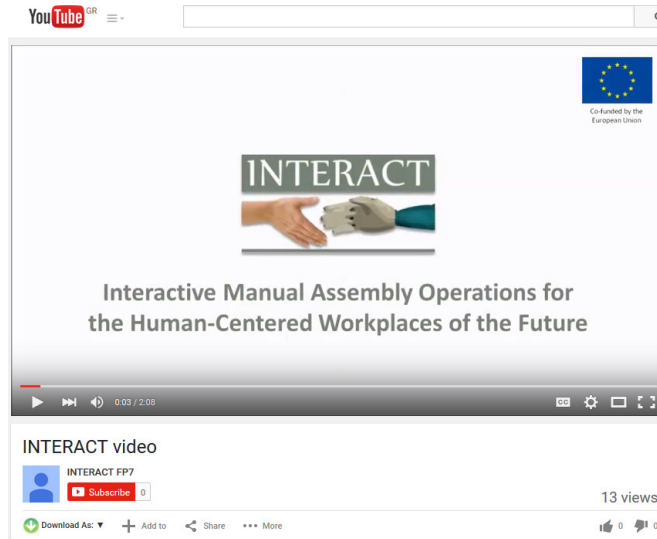 YouTube GR
Co-funded by the
European Union
INTERACT
Interactive Manual Assembly Operations for
the Human-Centered Workplaces of the Future
0:03 / 2:08
CC
INTERACT video
INTERACT FP7
Subscribe 0
13 views
Download As: ▼ Add to Share ••• More
0 0